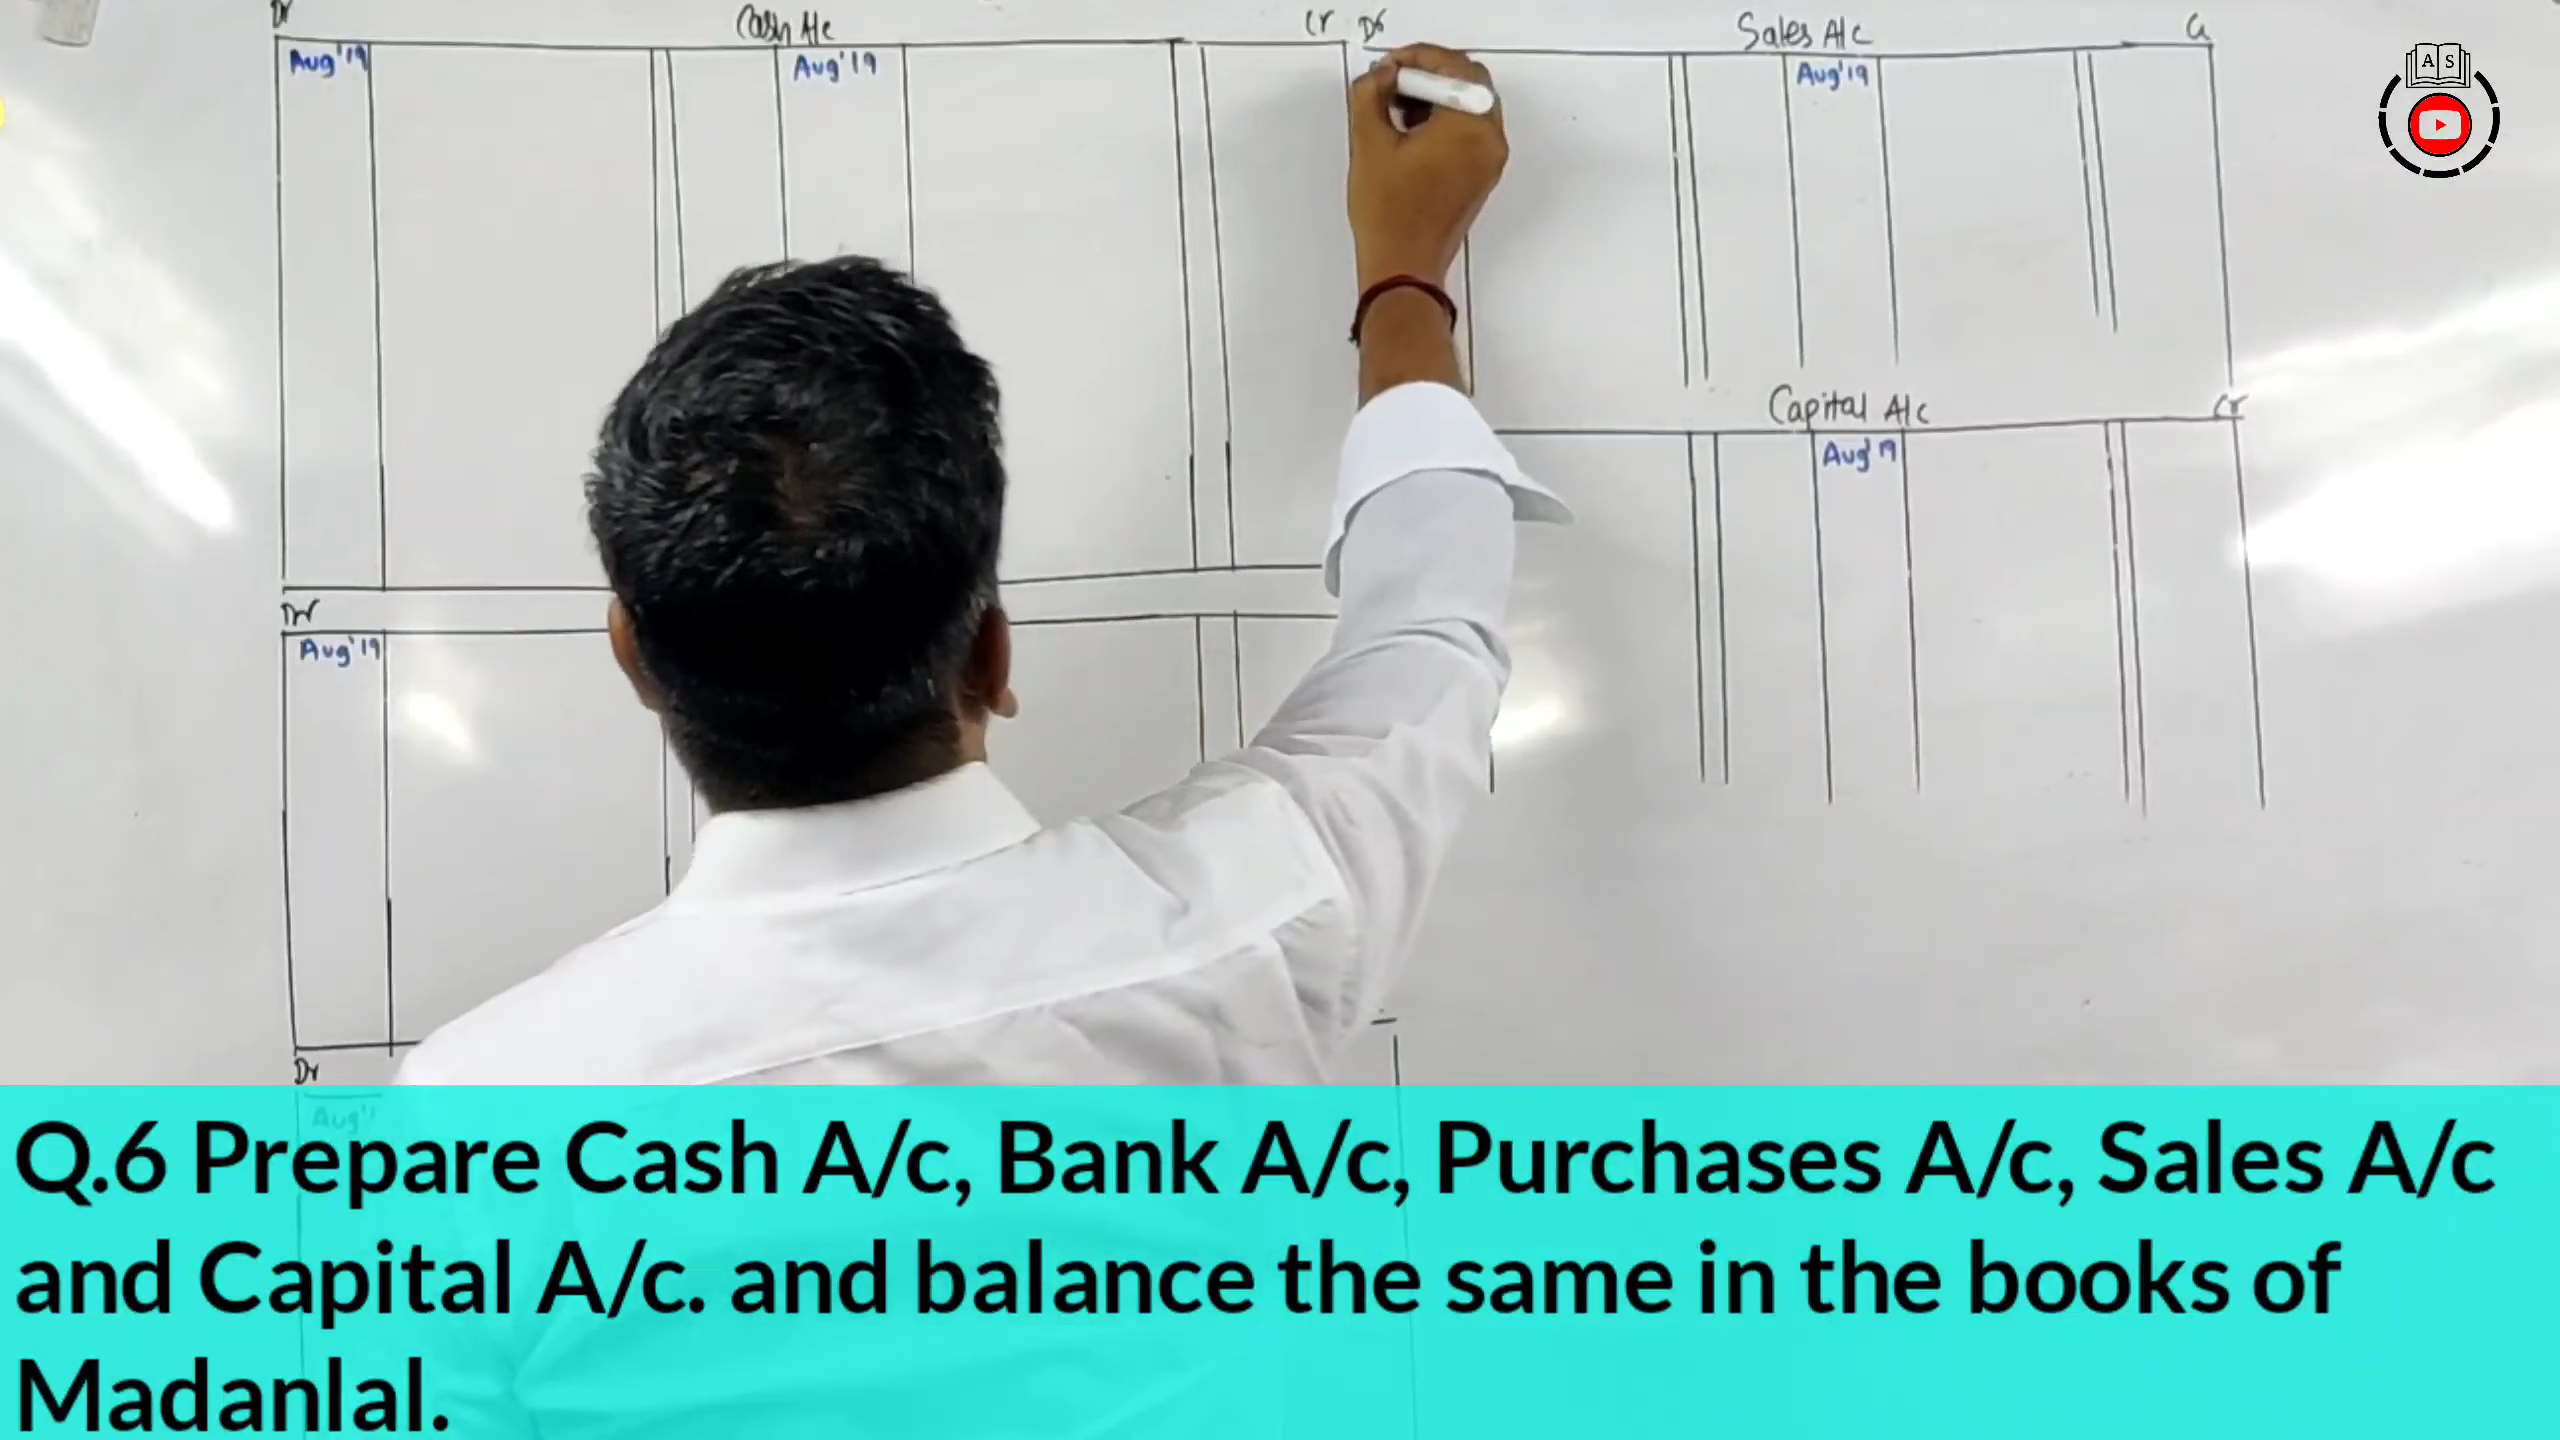 Dr Cash A/c Cr
Aug'19 Aug'19
Dr Sales A/c Cr
Aug'19
A S
Capital A/c Cr
Aug'19
Dr
Aug'19
Dr
Q.6 Prepare Cash A/c, Bank A/c, Purchases A/c, Sales A/c
and Capital A/c. and balance the same in the books of
Madanlal.